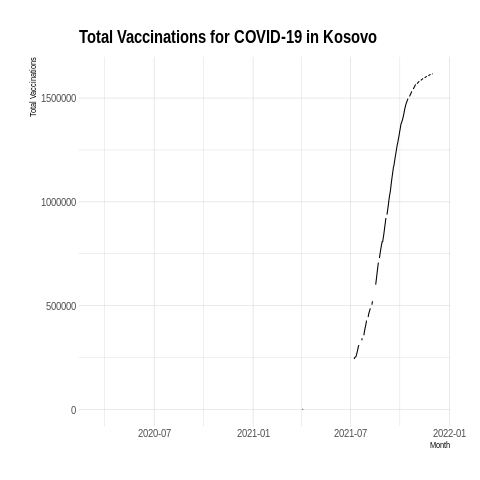 Total Vaccinations for COVID-19 in Kosovo
Total Vaccinations
1500000
1000000
500000
0
2020-07 2021-01 2021-07 2022-01
Month